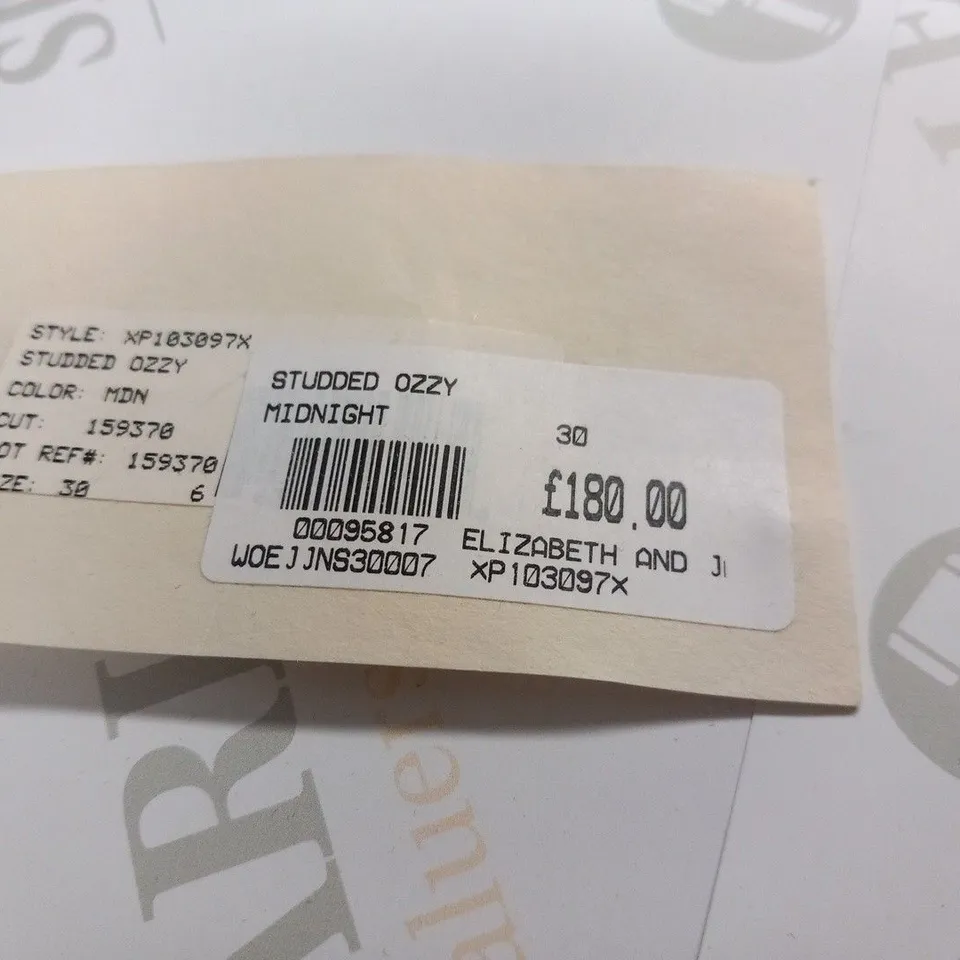 STYLE: XP103097X
STUDDED OZZY
COLOR: MDN
CUT: 159370
OT REF#: 159370
ZE: 30 6
STUDDED OZZY
MIDNIGHT
30
£180.00
00095817 ELIZABETH AND J
WOEJJNS30007 XP103097X